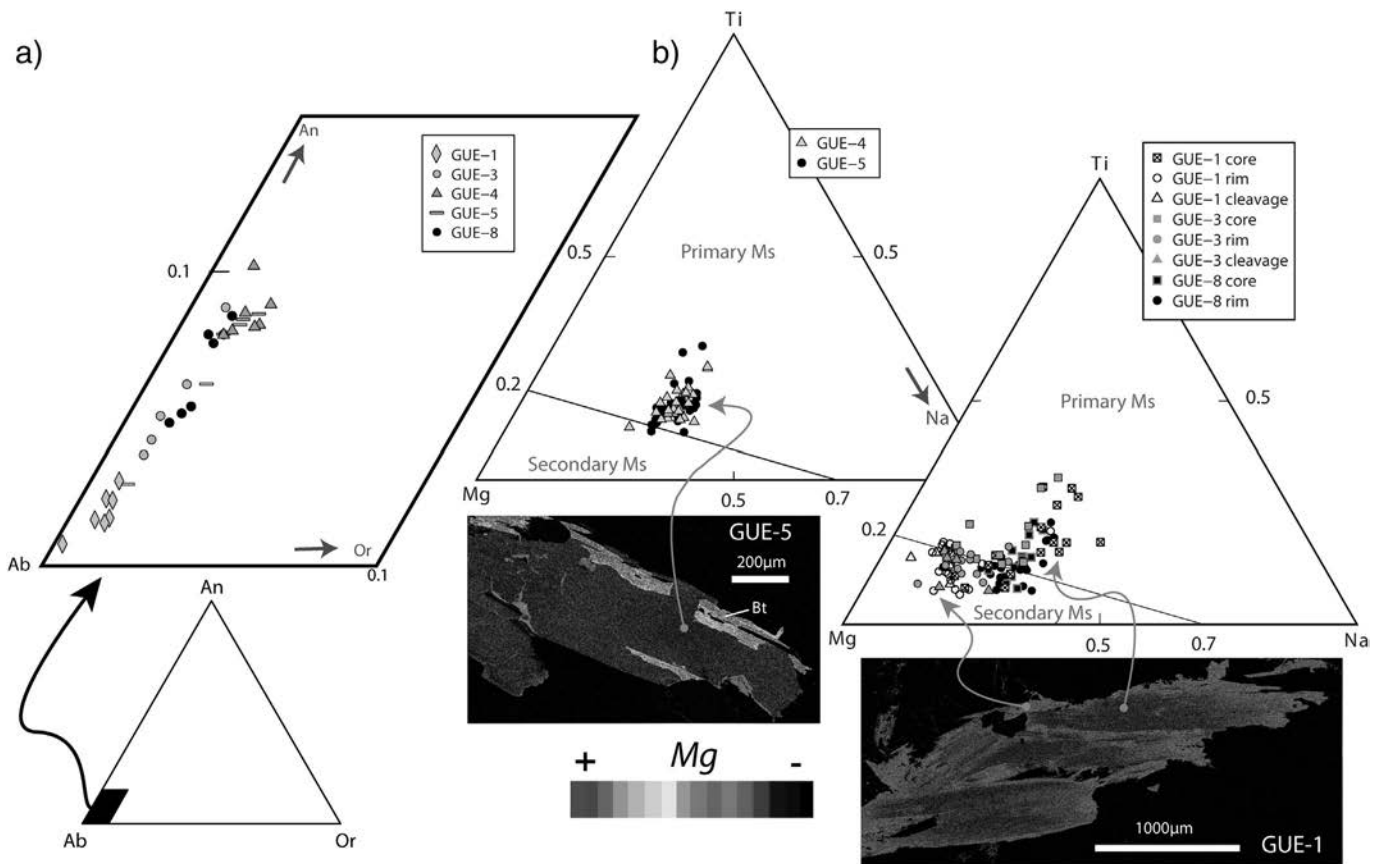 a)
An
GUE-1
GUE-3
GUE-4
GUE-5
GUE-8
0.1
Ab
Or
0.1
An
Ab
Or
b)
Ti
GUE-4
GUE-5
0.5
Primary Ms
0.5
0.2
Na
Secondary Ms
Mg
0.5
0.7
GUE-5
200µm
Bt
+ Mg -
Ti
GUE-1 core
GUE-1 rim
GUE-1 cleavage
GUE-3 core
GUE-3 rim
GUE-3 cleavage
GUE-8 core
GUE-8 rim
Primary Ms
0.5
0.2
Secondary Ms
Mg
0.5
0.7
Na
1000µm
GUE-1